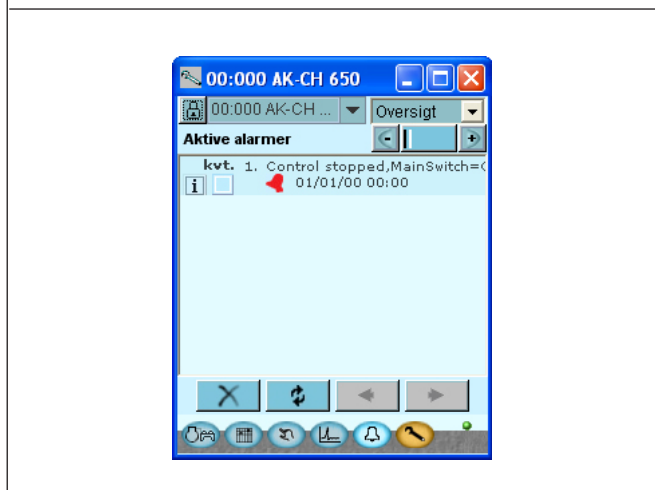 00:000 AK-CH 650
00:000 AK-CH ... Oversigt
Aktive alarmer
kvt. 1. Control stopped,MainSwitch=
01/01/00 00:00